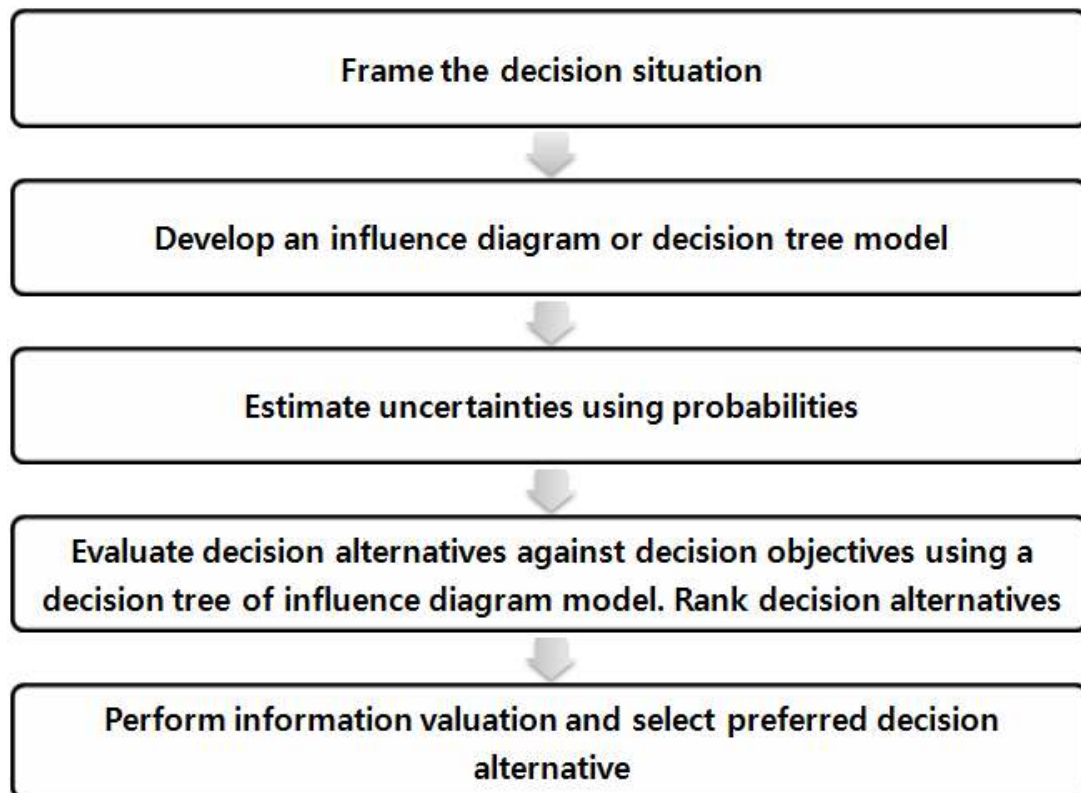 Frame the decision situation
Develop an influence diagram or decision tree model
Estimate uncertainties using probabilities
Evaluate decision alternatives against decision objectives using a
decision tree of influence diagram model. Rank decision alternatives
Perform information valuation and select preferred decision
alternative